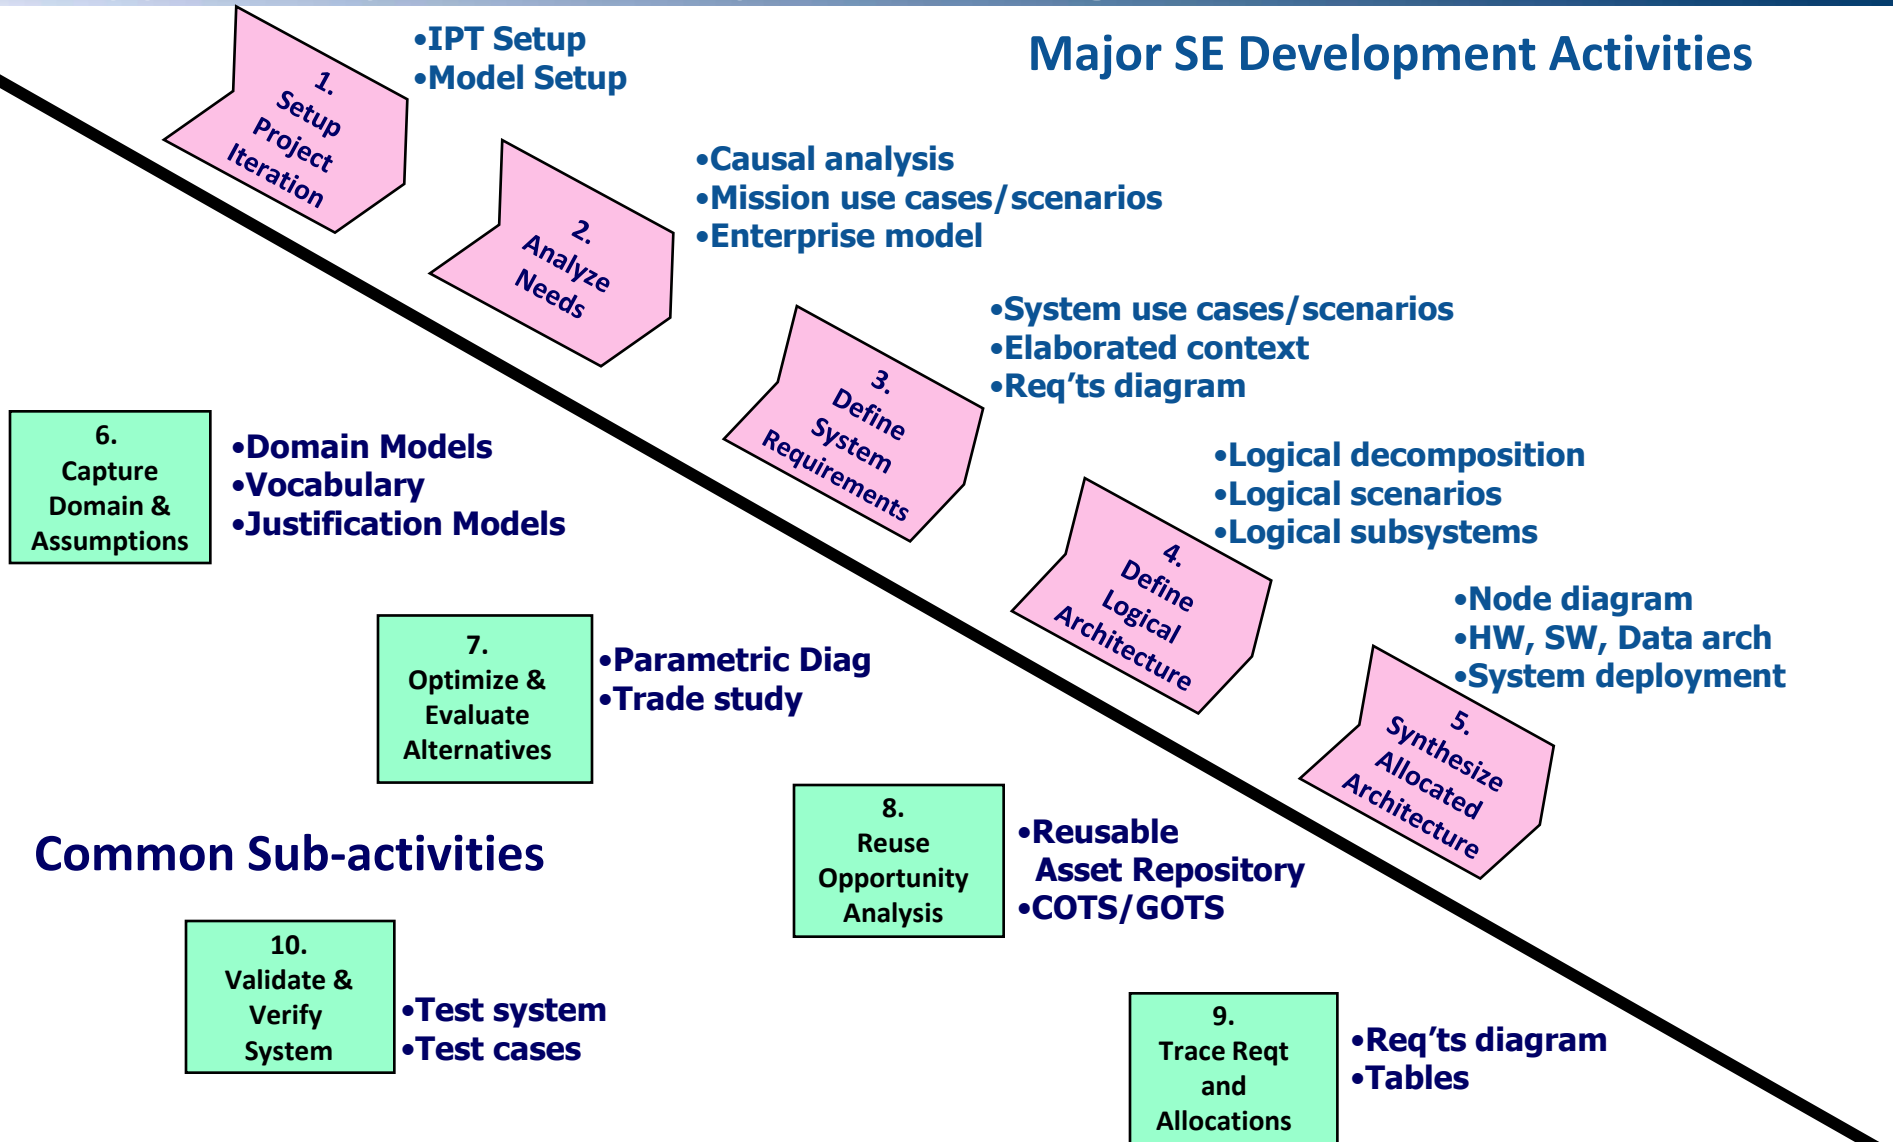 Major SE Development Activities
1.
Setup
Project
Iteration
•IPT Setup
•Model Setup
2.
Analyze
Needs
•Causal analysis
•Mission use cases/scenarios
•Enterprise model
3.
Define
System
Requirements
•System use cases/scenarios
•Elaborated context
•Req’ts diagram
4.
Define
Logical
Architecture
•Logical decomposition
•Logical scenarios
•Logical subsystems
5.
Synthesize
Allocated
Architecture
•Node diagram
•HW, SW, Data arch
•System deployment
6.
Capture
Domain &
Assumptions
•Domain Models
•Vocabulary
•Justification Models
7.
Optimize &
Evaluate
Alternatives
•Parametric Diag
•Trade study
Common Sub-activities
8.
Reuse
Opportunity
Analysis
•Reusable
Asset Repository
•COTS/GOTS
10.
Validate &
Verify
System
•Test system
•Test cases
9.
Trace Reqt
and
Allocations
•Req’ts diagram
•Tables